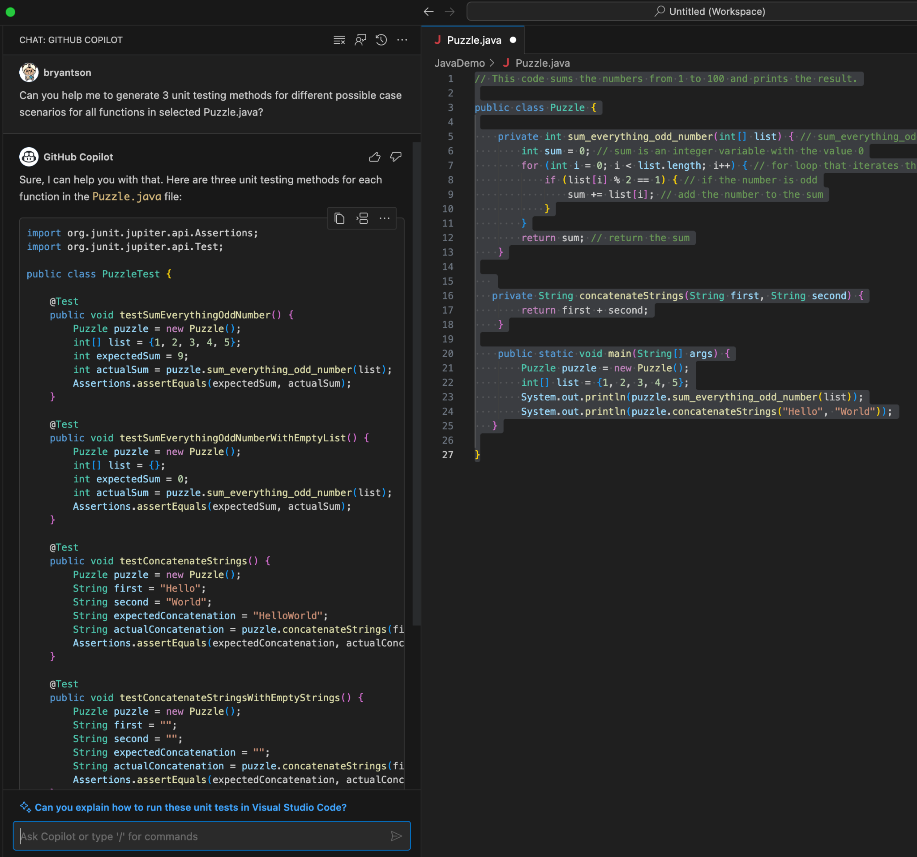 CHAT: GITHUB COPILOT
bryantson
Can you help me to generate 3 unit testing methods for different possible case
scenarios for all functions in selected Puzzle.java?
GitHub Copilot
Sure, I can help you with that. Here are three unit testing methods for each
function in the Puzzle.java file:
import org.junit.jupiter.api.Assertions;
import org.junit.jupiter.api.Test;
public class PuzzleTest {
@Test
public void testSumEverythingOddNumber() {
Puzzle puzzle = new Puzzle();
int[] list = {1, 2, 3, 4, 5};
int expectedSum = 9;
int actualSum = puzzle.sum_everything_odd_number(list);
Assertions.assertEquals(expectedSum, actualSum);
}
@Test
public void testSumEverythingOddNumberWithEmptyList() {
Puzzle puzzle = new Puzzle();
int[] list = {};
int expectedSum = 0;
int actualSum = puzzle.sum_everything_odd_number(list);
Assertions.assertEquals(expectedSum, actualSum);
}
@Test
public void testConcatenateStrings() {
Puzzle puzzle = new Puzzle();
String first = "Hello";
String second = "World";
String expectedConcatenation = "HelloWorld";
String actualConcatenation = puzzle.concatenateStrings(fi
Assertions.assertEquals(expectedConcatenation, actualConc
}
@Test
public void testConcatenateStringsWithEmptyStrings() {
Puzzle puzzle = new Puzzle();
String first = "";
String second = "";
String expectedConcatenation = "";
String actualConcatenation = puzzle.concatenateStrings(fi
Assertions.assertEquals(expectedConcatenation, actualConc
Can you explain how to run these unit tests in Visual Studio Code?
Ask Copilot or type '/' for commands
Untitled (Workspace)
J Puzzle.java
JavaDemo > J Puzzle.java
1 // This code sums the numbers from 1 to 100 and prints the result.
2
3 public class Puzzle {
4
5 private int sum_everything_odd_number(int[] list) { // sum_everything_od
6 int sum = 0; // sum is an integer variable with the value 0
7 for (int i = 0; i < list.length; i++) { // for loop that iterates th
8 if (list[i] % 2 == 1) { // if the number is odd
9 sum += list[i]; // add the number to the sum
10 }
11 }
12 return sum; // return the sum
13 }
14
15
16 private String concatenateStrings(String first, String second) {
17 return first + second;
18 }
19
20 public static void main(String[] args) {
21 Puzzle puzzle = new Puzzle();
22 int[] list = {1, 2, 3, 4, 5};
23 System.out.println(puzzle.sum_everything_odd_number(list));
24 System.out.println(puzzle.concatenateStrings("Hello", "World"));
25 }
26
27 }